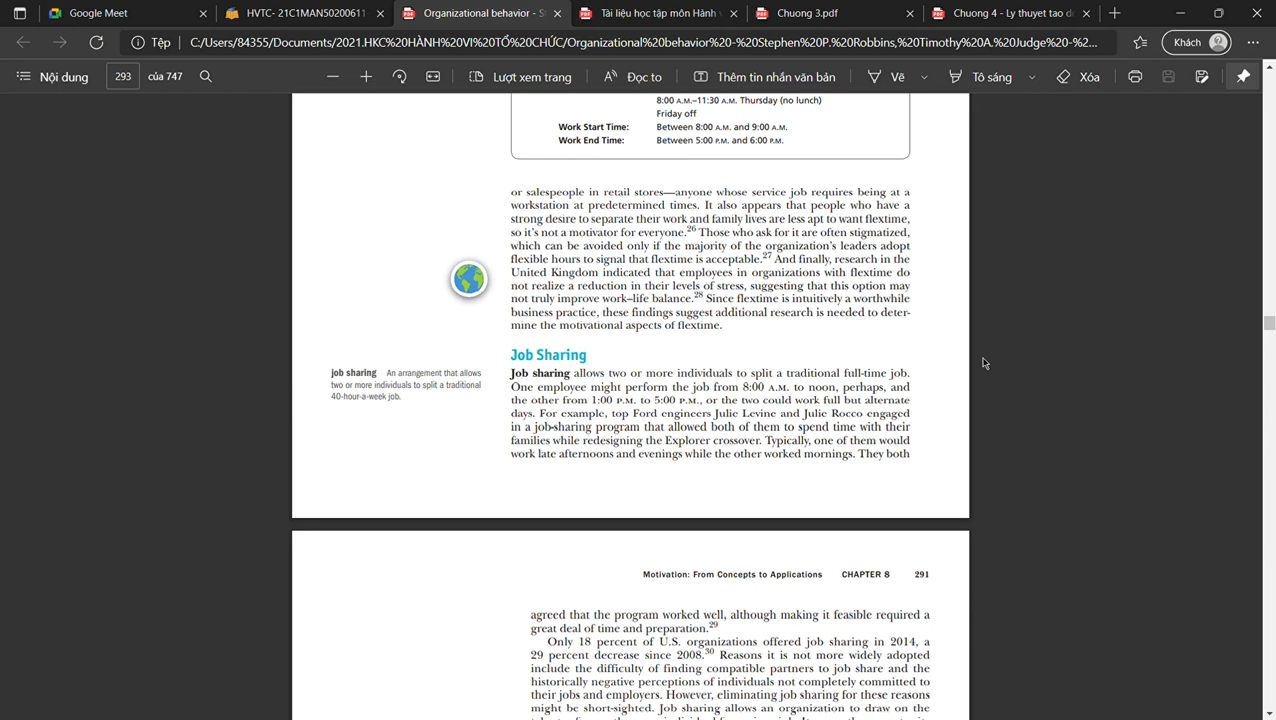 Google Meet
HVTC- 21C1MAN50200611
Organizational behavior - St
Tài liệu học tập môn Hành v
Chuong 3.pdf
Chuong 4 - Ly thuyet tao d
Tệp
C:/Users/84355/Documents/2021.HKC%20HÀNH%20VI%20TỔ%20CHỨC/Organizational%20behavior%20-%20Stephen%20P.%20Robbins,%20Timothy%20A.%20Judge%20-%2...
Khách
Nội dung
293
của 747
Lượt xem trang
Đọc to
Thêm tin nhắn văn bản
Vẽ
Tô sáng
Xóa
8:00 A.M.–11:30 A.M. Thursday (no lunch)
Friday off
Work Start Time: Between 8:00 A.M. and 9:00 A.M.
Work End Time: Between 5:00 P.M. and 6:00 P.M.
or salespeople in retail stores—anyone whose service job requires being at a
workstation at predetermined times. It also appears that people who have a
strong desire to separate their work and family lives are less apt to want flextime,
so it's not a motivator for everyone.26 Those who ask for it are often stigmatized,
which can be avoided only if the majority of the organization's leaders adopt
flexible hours to signal that flextime is acceptable.27 And finally, research in the
United Kingdom indicated that employees in organizations with flextime do
not realize a reduction in their levels of stress, suggesting that this option may
not truly improve work–life balance.28 Since flextime is intuitively a worthwhile
business practice, these findings suggest additional research is needed to deter-
mine the motivational aspects of flextime.
Job Sharing
job sharing An arrangement that allows
two or more individuals to split a traditional
40-hour-a-week job.
Job sharing allows two or more individuals to split a traditional full-time job.
One employee might perform the job from 8:00 A.M. to noon, perhaps, and
the other from 1:00 P.M. to 5:00 P.M., or the two could work full but alternate
days. For example, top Ford engineers Julie Levine and Julie Rocco engaged
in a job-sharing program that allowed both of them to spend time with their
families while redesigning the Explorer crossover. Typically, one of them would
work late afternoons and evenings while the other worked mornings. They both
Motivation: From Concepts to Applications CHAPTER 8 291
agreed that the program worked well, although making it feasible required a
great deal of time and preparation.29
Only 18 percent of U.S. organizations offered job sharing in 2014, a
29 percent decrease since 2008.30 Reasons it is not more widely adopted
include the difficulty of finding compatible partners to job share and the
historically negative perceptions of individuals not completely committed to
their jobs and employers. However, eliminating job sharing for these reasons
might be short-sighted. Job sharing allows an organization to draw on the